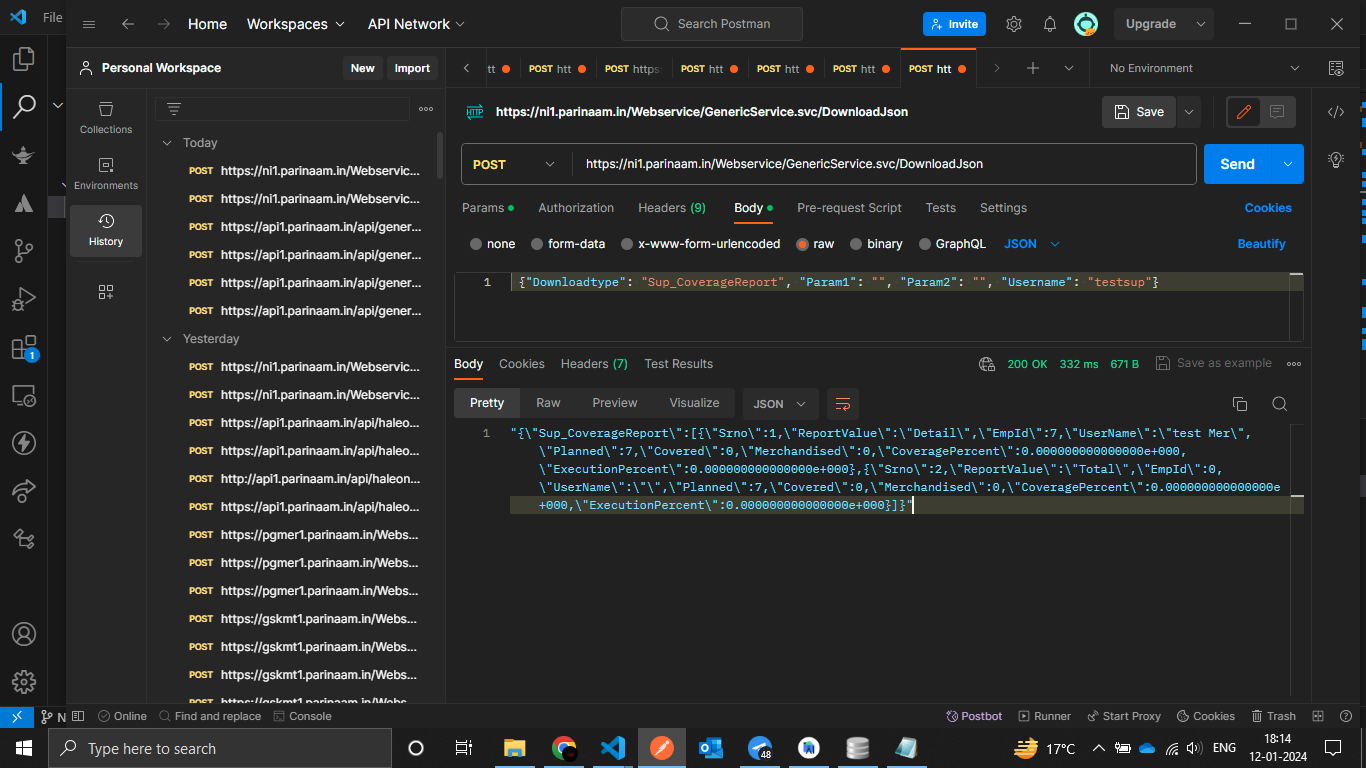 File
Home
Workspaces
API Network
Search Postman
Invite
Upgrade
Personal Workspace
New
Import
tt
POST htt
POST https:
POST htt
POST htt
POST htt
POST htt
No Environment
Collections
Environments
History
Today
POST https://ni1.parinaam.in/Webservic...
POST https://ni1.parinaam.in/Webservic...
POST https://api1.parinaam.in/api/gener...
POST https://api1.parinaam.in/api/gener...
POST https://api1.parinaam.in/api/gener...
POST https://api1.parinaam.in/api/gener...
Yesterday
POST https://ni1.parinaam.in/Webservic...
POST https://ni1.parinaam.in/Webservic...
POST https://api1.parinaam.in/api/haleo...
POST https://api1.parinaam.in/api/haleo...
POST http://api1.parinaam.in/api/haleon...
POST https://api1.parinaam.in/api/haleo...
POST https://pgmer1.parinaam.in/Webs...
POST https://pgmer1.parinaam.in/Webs...
POST https://pgmer1.parinaam.in/Webs...
POST https://gskmt1.parinaam.in/Webs...
POST https://gskmt1.parinaam.in/Webs...
POST https://gskmt1.parinaam.in/Webs...
POST https://gskmt1.parinaam.in/Webs...
HTTP https://ni1.parinaam.in/Webservice/GenericService.svc/DownloadJson
Save
POST
https://ni1.parinaam.in/Webservice/GenericService.svc/DownloadJson
Send
Params
Authorization
Headers (9)
Body
Pre-request Script
Tests
Settings
Cookies
none
form-data
x-www-form-urlencoded
raw
binary
GraphQL
JSON
Beautify
1 {"Downloadtype": "Sup_CoverageReport", "Param1": "", "Param2": "", "Username": "testsup"}
Body
Cookies
Headers (7)
Test Results
200 OK
332 ms
671 B
Save as example
Pretty
Raw
Preview
Visualize
JSON
1 "{\"Sup_CoverageReport\":[{\"Srno\":1,\"ReportValue\":\"Detail\",\"EmpId\":7,\"UserName\":\"test Mer\",
\"Planned\":7,\"Covered\":0,\"Merchandised\":0,\"CoveragePercent\":0.000000000000000e+000,
\"ExecutionPercent\":0.000000000000000e+000},{\"Srno\":2,\"ReportValue\":\"Total\",\"EmpId\":0,
\"UserName\":\"\",\"Planned\":7,\"Covered\":0,\"Merchandised\":0,\"CoveragePercent\":0.000000000000000e
+000,\"ExecutionPercent\":0.000000000000000e+000}]}"
1
N
Online
Find and replace
Console
Postbot
Runner
Start Proxy
Cookies
Trash
Type here to search
48
17°C
ENG
18:14
12-01-2024